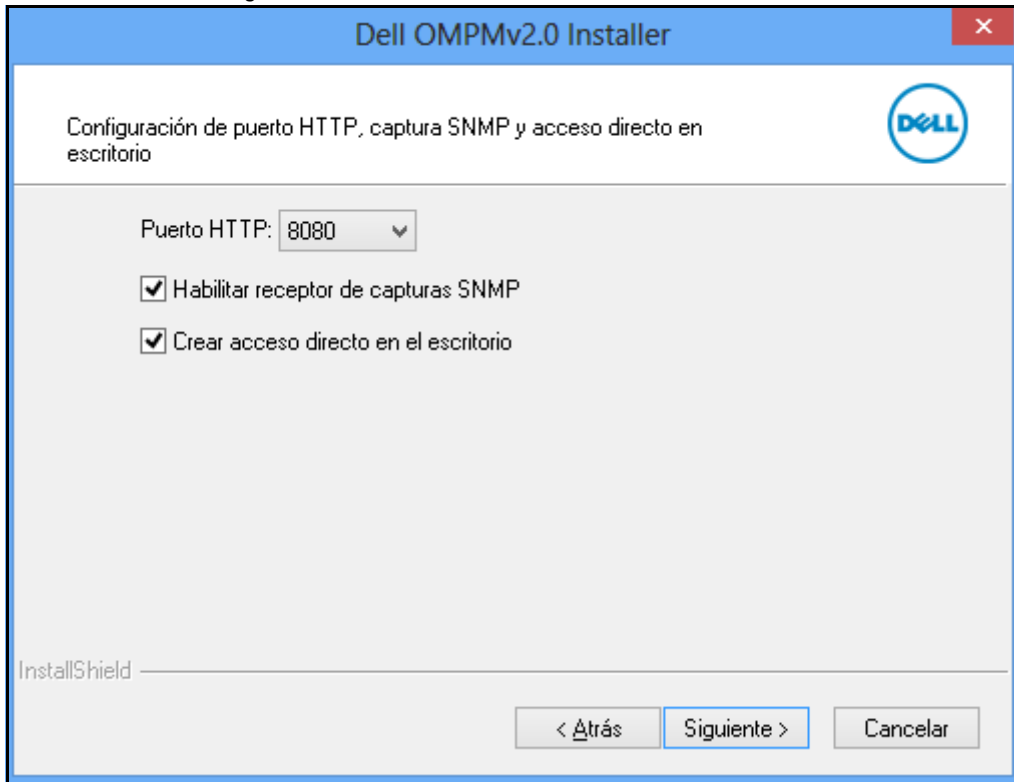 Dell OMPMv2.0 Installer
Configuración de puerto HTTP, captura SNMP y acceso directo en
escritorio
DELL
Puerto HTTP: 8080
Habilitar receptor de capturas SNMP
Crear acceso directo en el escritorio
InstallShield
< Atrás Siguiente > Cancelar